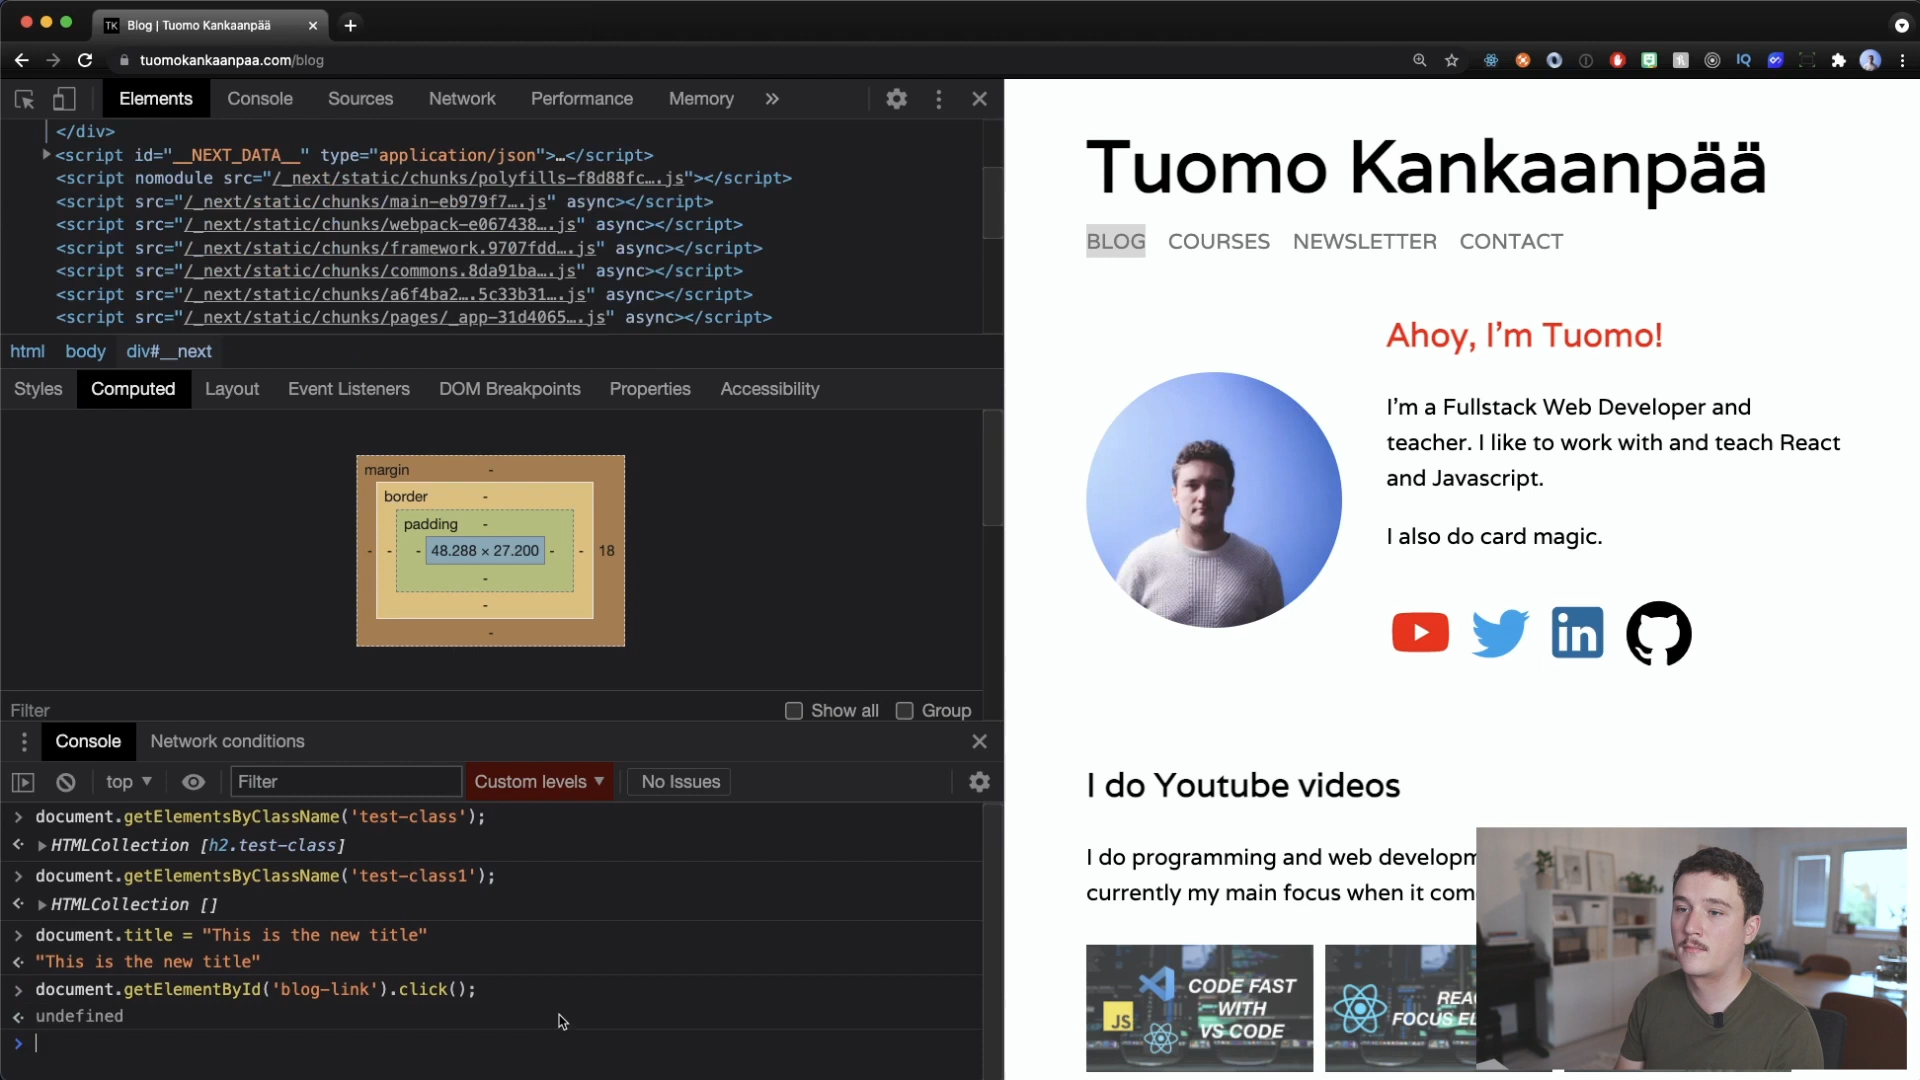 TK Blog | Tuomo Kankaanpää
tuomokankaanpaa.com/blog
IQ
Elements Console Sources Network Performance Memory
</div>
<script id="__NEXT_DATA__" type="application/json">…</script>
<script nomodule src="/_next/static/chunks/polyfills-f8d88fc….js"></script>
<script src="/_next/static/chunks/main-eb979f7….js" async></script>
<script src="/_next/static/chunks/webpack-e067438….js" async></script>
<script src="/_next/static/chunks/framework.9707fdd….js" async></script>
<script src="/_next/static/chunks/commons.8da91ba….js" async></script>
<script src="/_next/static/chunks/a6f4ba2….5c33b31….js" async></script>
<script src="/_next/static/chunks/pages/_app-31d4065….js" async></script>
html body div#__next
Styles Computed Layout Event Listeners DOM Breakpoints Properties Accessibility
margin -
border -
padding -
- - - 48.288 × 27.200 - - 18
-
-
-
Filter Show all Group
Console Network conditions
top Filter Custom levels No Issues
document.getElementsByClassName('test-class');
HTMLCollection [h2.test-class]
document.getElementsByClassName('test-class1');
HTMLCollection []
document.title = "This is the new title"
"This is the new title"
document.getElementById('blog-link').click();
undefined
Tuomo Kankaanpää
BLOG COURSES NEWSLETTER CONTACT
Ahoy, I'm Tuomo!
I'm a Fullstack Web Developer and
teacher. I like to work with and teach React
and Javascript.
I also do card magic.
in
I do Youtube videos
I do programming and web developm
currently my main focus when it com
JS
CODE FAST
WITH
VS CODE
REA
FOCUS EL